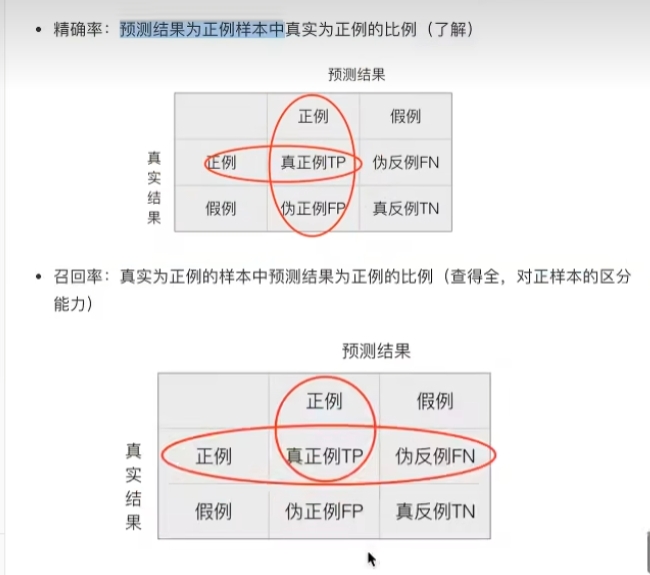 • 精确率：预测结果为正例样本中真实为正例的比例（了解）
预测结果
正例 假例
真实结果
正例 真正例TP 伪反例FN
假例 伪正例FP 真反例TN
• 召回率：真实为正例的样本中预测结果为正例的比例（查得全，对正样本的区分
能力）
预测结果
正例 假例
真实结果
正例 真正例TP 伪反例FN
假例 伪正例FP 真反例TN